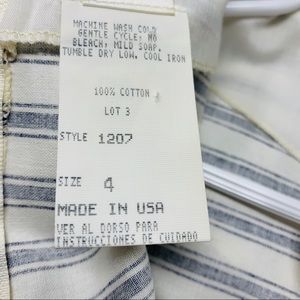 MACHINE WASH COLD
GENTLE CYCLE; NO
BLEACH; MILD SOAP.
TUMBLE DRY LOW. COOL IRON
100% COTTON
LOT 3
STYLE 1207
SIZE 4
MADE IN USA
VER AL DORSO PARA
INSTRUCCIONES DE CUIDADO